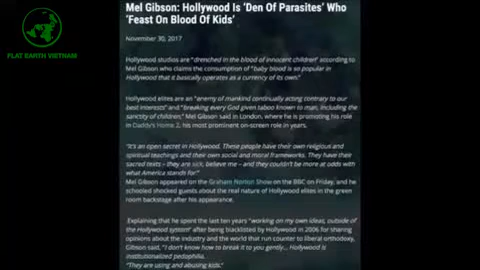 Mel Gibson: Hollywood Is 'Den Of Parasites' Who
'Feast On Blood Of Kids'
FLAT EARTH VIETNAM
November 30, 2017
Hollywood studios are "drenched in the blood of innocent children" according to
Mel Gibson who claims the consumption of "baby blood is so popular in
Hollywood that it basically operates as a currency of its own."
Hollywood elites are an "enemy of mankind continually acting contrary to our
best interests" and "breaking every God given taboo known to man, including the
sanctity of children," Mel Gibson said in London, where he is promoting his role
in Daddy's Home 2, his most prominent on-screen role in years.
"It's an open secret in Hollywood. These people have their own religious and
spiritual teachings and their own social and moral frameworks. They have their
sacred texts – they are sick, believe me – and they couldn't be more at odds with
what America stands for."
Mel Gibson appeared on the Graham Norton Show on the BBC on Friday, and he
schooled shocked guests about the real nature of Hollywood elites in the green
room backstage after his appearance.
Explaining that he spent the last ten years "working on my own ideas, outside of
the Hollywood system" after being blacklisted by Hollywood in 2006 for sharing
opinions about the industry and the world that run counter to liberal orthodoxy,
Gibson said, "I don't know how to break it to you gently... Hollywood is
institutionalized pedophilia.
"They are using and abusing kids."